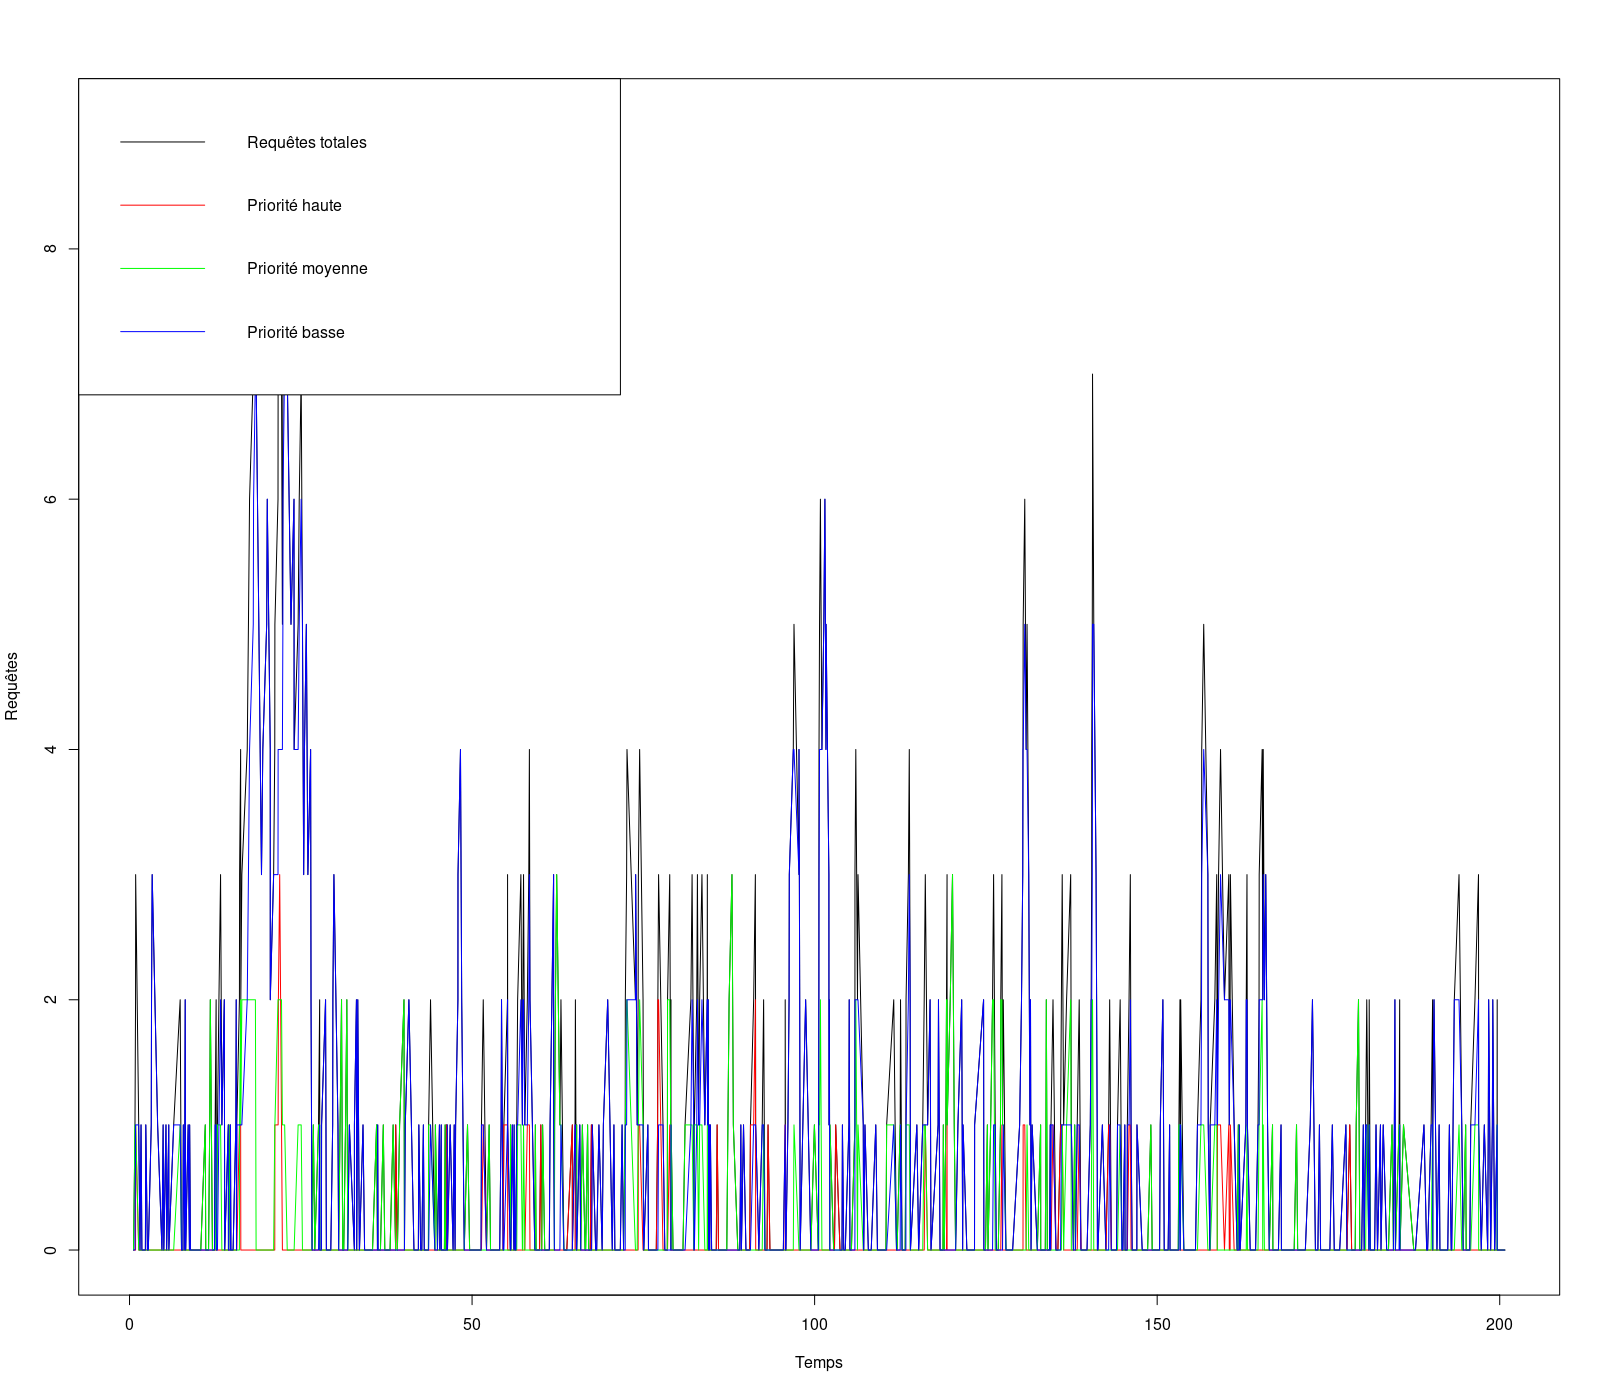 Requêtes totales
Priorité haute
Priorité moyenne
Priorité basse
Requêtes
8
6
4
2
0
0 50 100 150 200
Temps